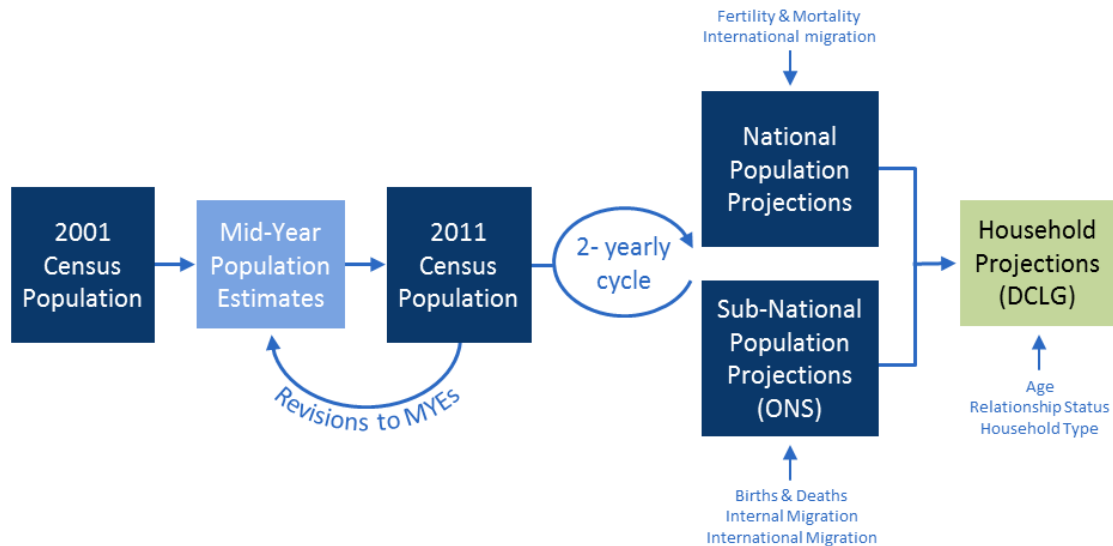 Fertility & Mortality
International migration
National
Population
Projections
2001
Census
Population
Mid-Year
Population
Estimates
2011
Census
Population
2- yearly
cycle
Household
Projections
(DCLG)
Sub-National
Population
Projections
(ONS)
Revisions to MYEs
Age
Relationship Status
Household Type
Births & Deaths
Internal Migration
International Migration